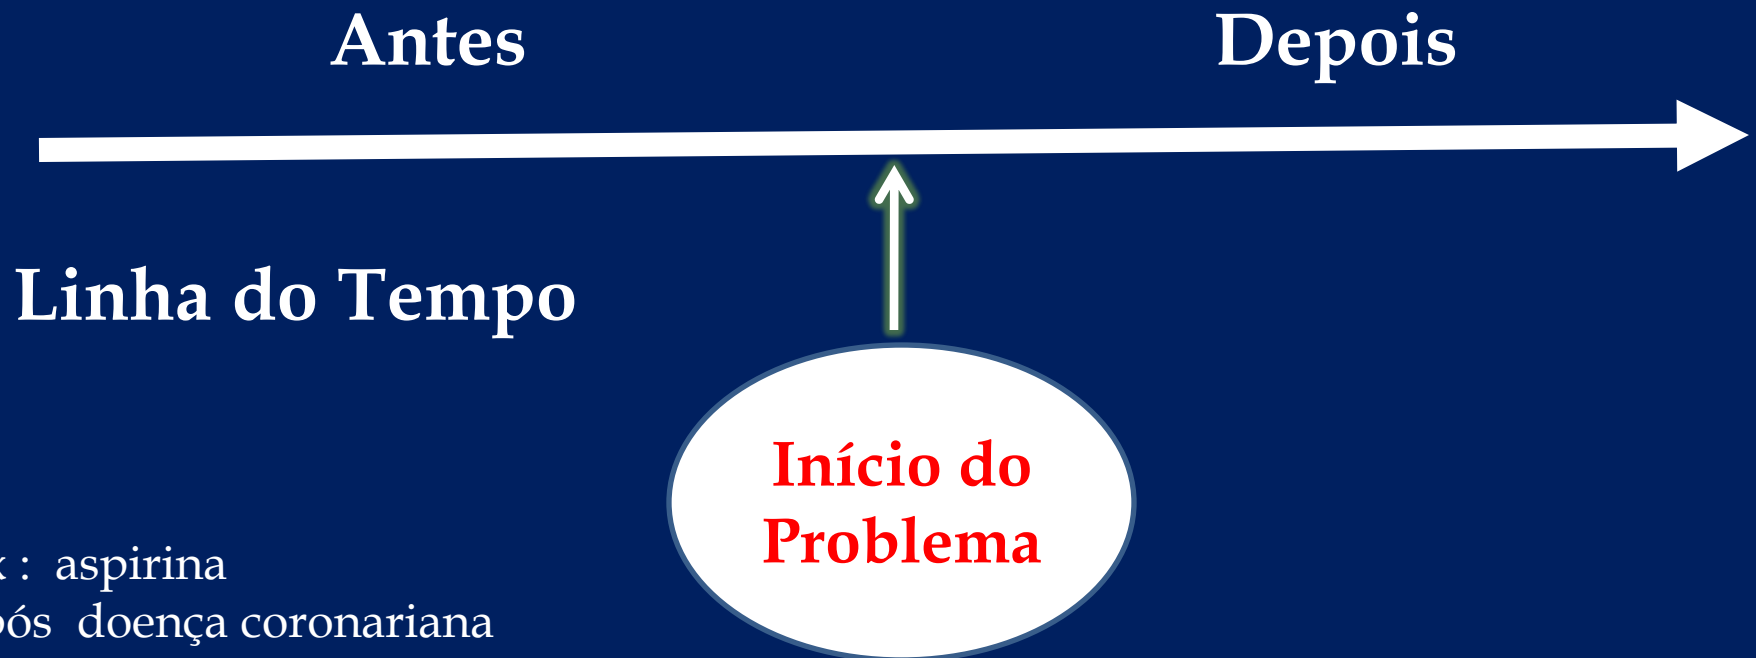 Antes Depois
Linha do Tempo
Início do
Problema
: aspirina
doença coronariana